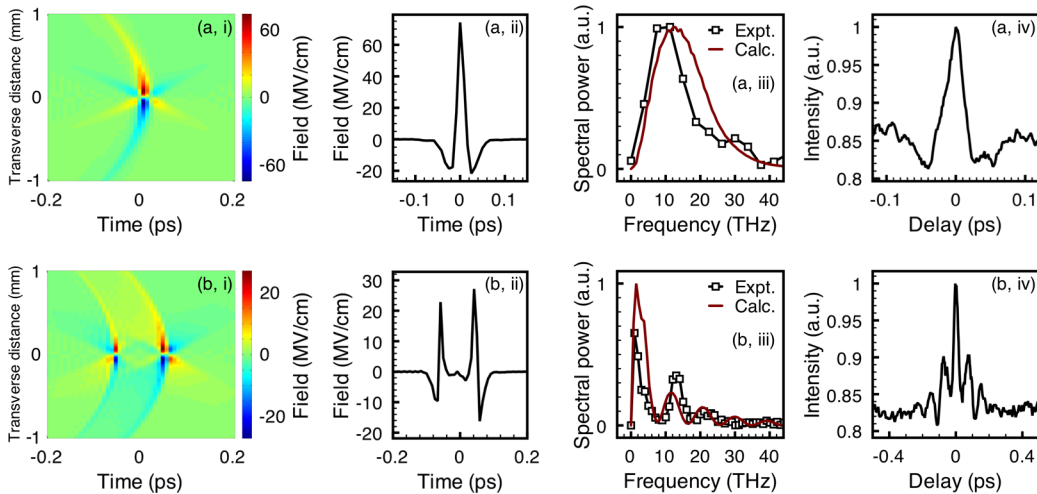 1
0
-1
Transverse distance (mm)
-0.2
0
0.2
Time (ps)
(a, i)
60
0
-60
Field (MV/cm)
60
40
20
0
-20
Field (MV/cm)
-0.1
0
0.1
Time (ps)
(a, ii)
1
0
Spectral power (a.u.)
0
10
20
30
40
Frequency (THz)
Expt.
Calc.
(a, iii)
1
0.95
0.9
0.85
0.8
Intensity (a.u.)
-0.1
0
0.1
Delay (ps)
(a, iv)
1
0
-1
Transverse distance (mm)
-0.2
0
0.2
Time (ps)
(b, i)
20
0
-20
Field (MV/cm)
30
20
10
0
-10
-20
Field (MV/cm)
-0.1
0
0.1
Time (ps)
(b, ii)
1
0
Spectral power (a.u.)
0
10
20
30
40
Frequency (THz)
Expt.
Calc.
(b, iii)
1
0.95
0.9
0.85
0.8
Intensity (a.u.)
-0.4
0
0.4
Delay (ps)
(b, iv)